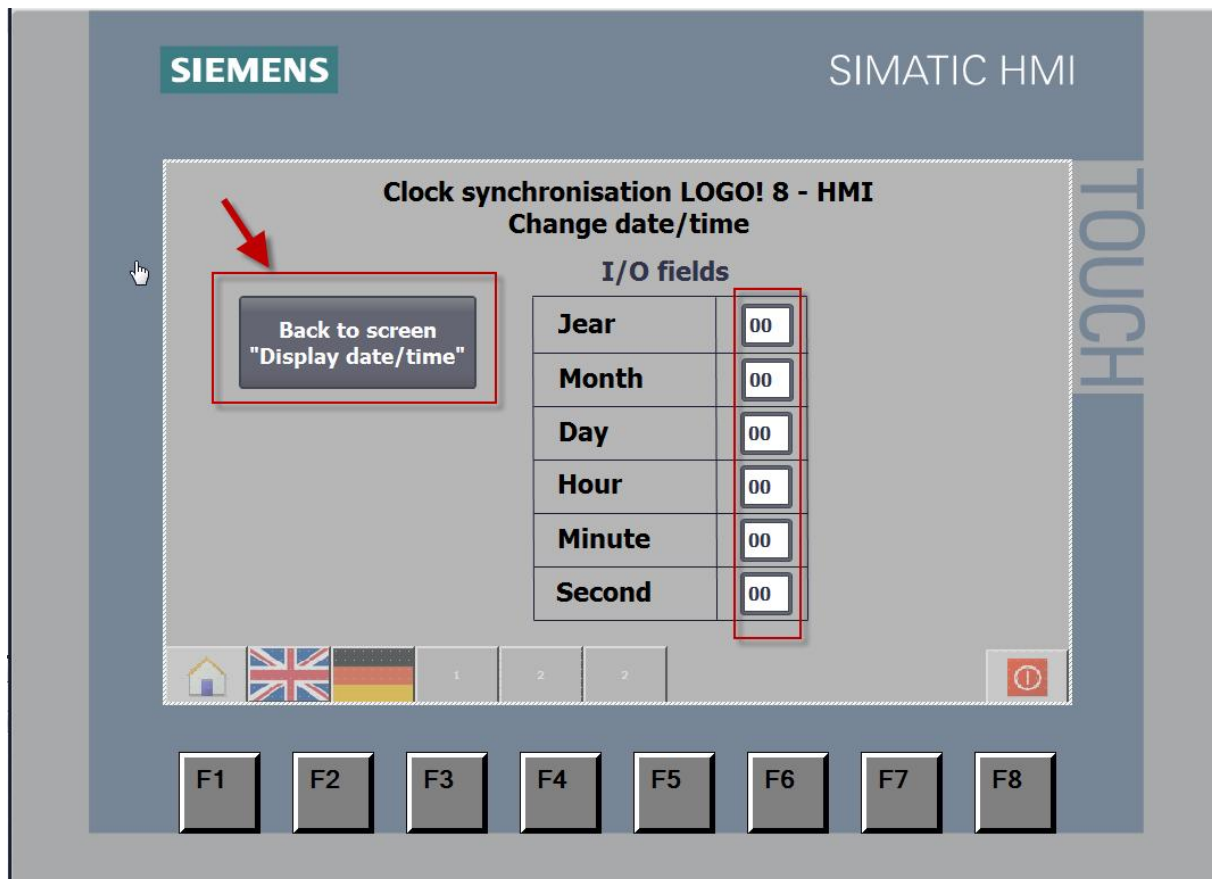 SIEMENS
SIMATIC HMI
TOUCH
Clock synchronisation LOGO! 8 - HMI
Change date/time
I/O fields
Back to screen
"Display date/time"
Jear 00
Month 00
Day 00
Hour 00
Minute 00
Second 00
1 2 2
F1 F2 F3 F4 F5 F6 F7 F8